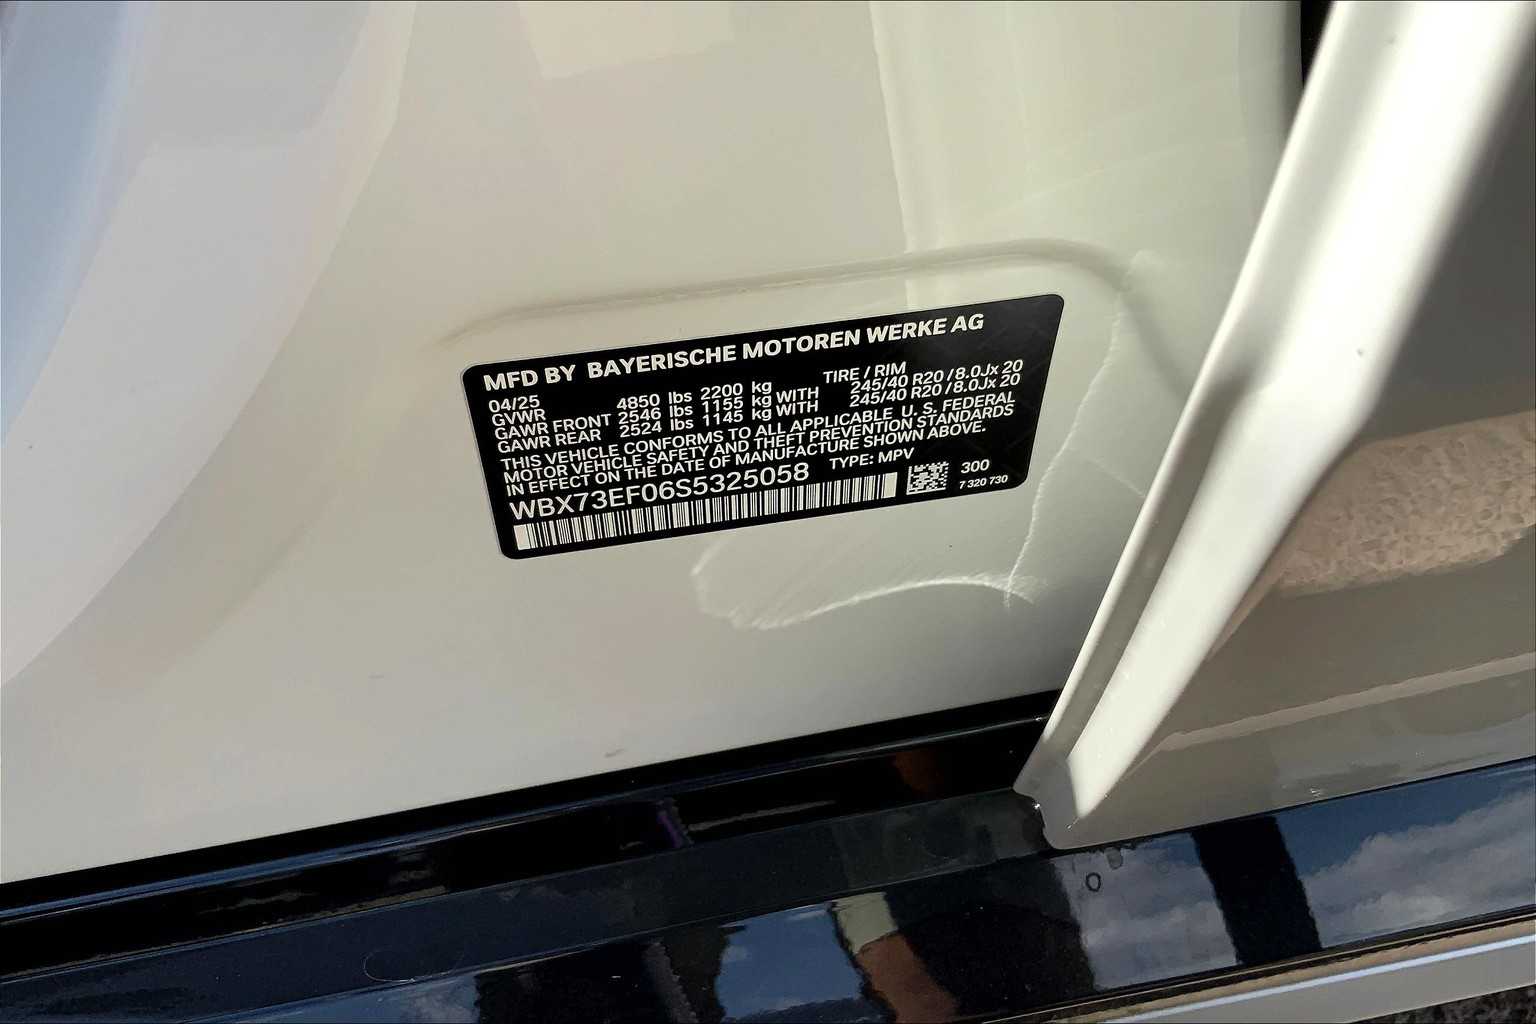 MFD BY BAYERISCHE MOTOREN WERKE AG
04/25 TIRE / RIM
GVWR 4850 lbs 2200 kg
GAWR FRONT 2546 lbs 1155 kg WITH 245/40 R20 / 8.0Jx 20
GAWR REAR 2524 lbs 1145 kg WITH 245/40 R20 / 8.0Jx 20
THIS VEHICLE CONFORMS TO ALL APPLICABLE U. S. FEDERAL
MOTOR VEHICLE SAFETY AND THEFT PREVENTION STANDARDS
IN EFFECT ON THE DATE OF MANUFACTURE SHOWN ABOVE.
WBX73EF06S5325058 TYPE: MPV
300
7 320 730